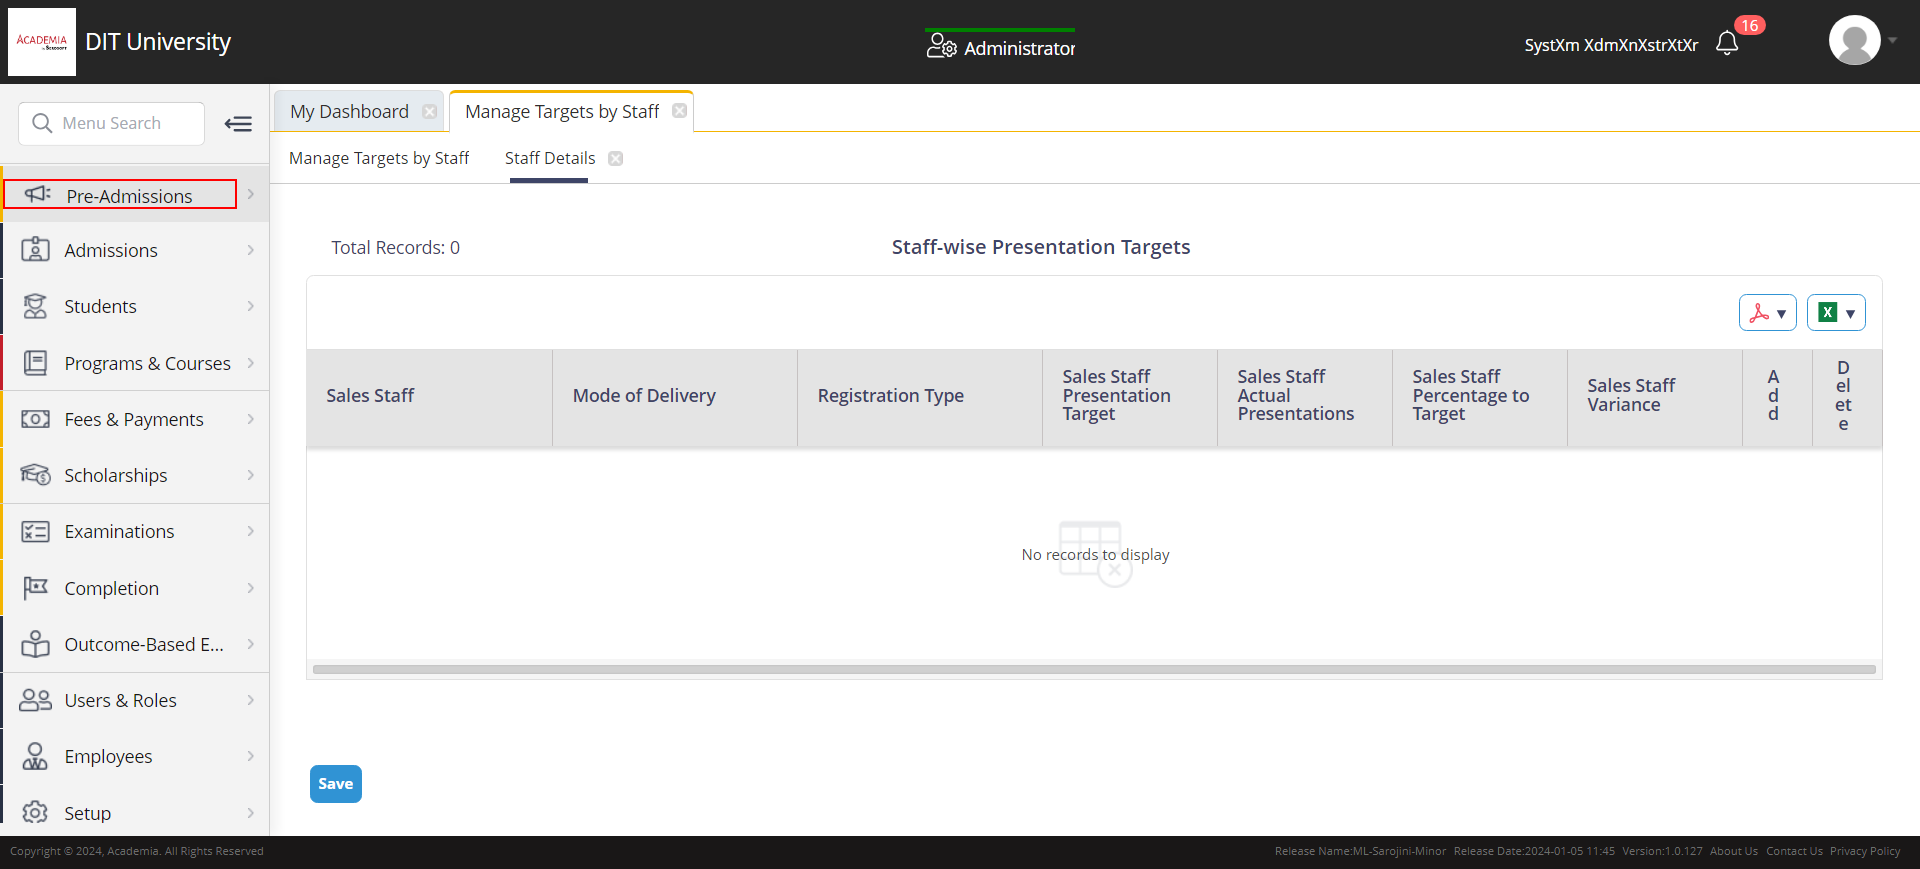 ACADEMIA
by SEROSOFT
DIT University
Administrator
SystXm XdmXnXstrXtXr
16
Menu Search
My Dashboard
Manage Targets by Staff
Manage Targets by Staff
Staff Details
Pre-Admissions
Admissions
Students
Programs & Courses
Fees & Payments
Scholarships
Examinations
Completion
Outcome-Based E...
Users & Roles
Employees
Setup
Total Records: 0
Staff-wise Presentation Targets
X
Sales Staff
Mode of Delivery
Registration Type
Sales Staff
Presentation
Target
Sales Staff
Actual
Presentations
Sales Staff
Percentage to
Target
Sales Staff
Variance
A
d
d
D
el
et
e
No records to display
Save
Copyright © 2024, Academia. All Rights Reserved
Release Name:ML-Sarojini-Minor Release Date:2024-01-05 11:45 Version:1.0.127 About Us Contact Us Privacy Policy